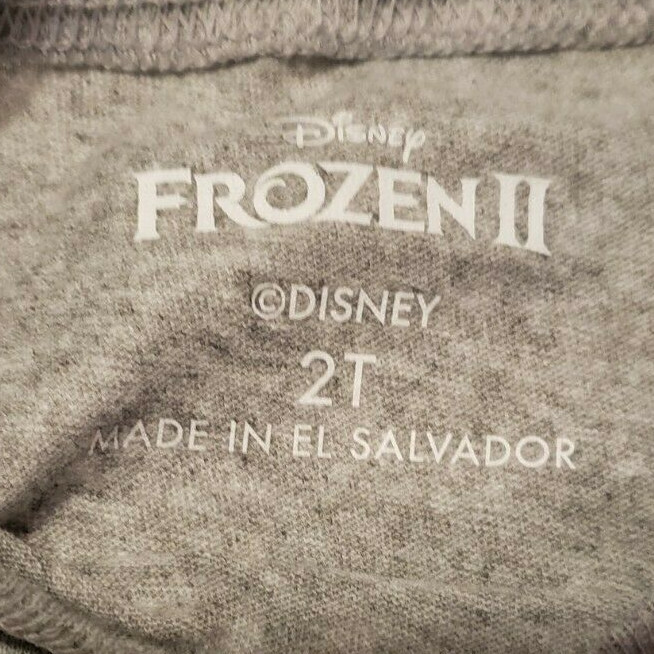 Disney
FROZEN II
©DISNEY
2T
MADE IN EL SALVADOR